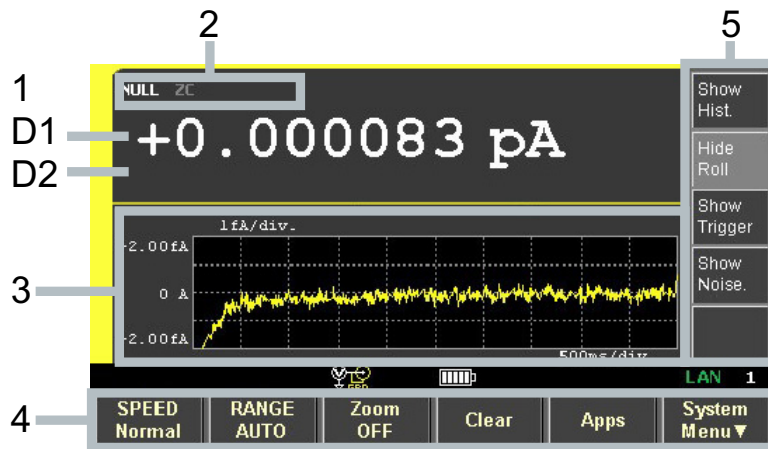 2
5
1
NULL ZC
Show
Hist.
D1
+0.000083 pA
Hide
Roll
D2
Show
Trigger
1fA/div.
-2.00fA
Show
Noise.
3
0 A
-2.00fA
500ms/div
LAN 1
4
SPEED
Normal
RANGE
AUTO
Zoom
OFF
Clear
Apps
System
Menu▼